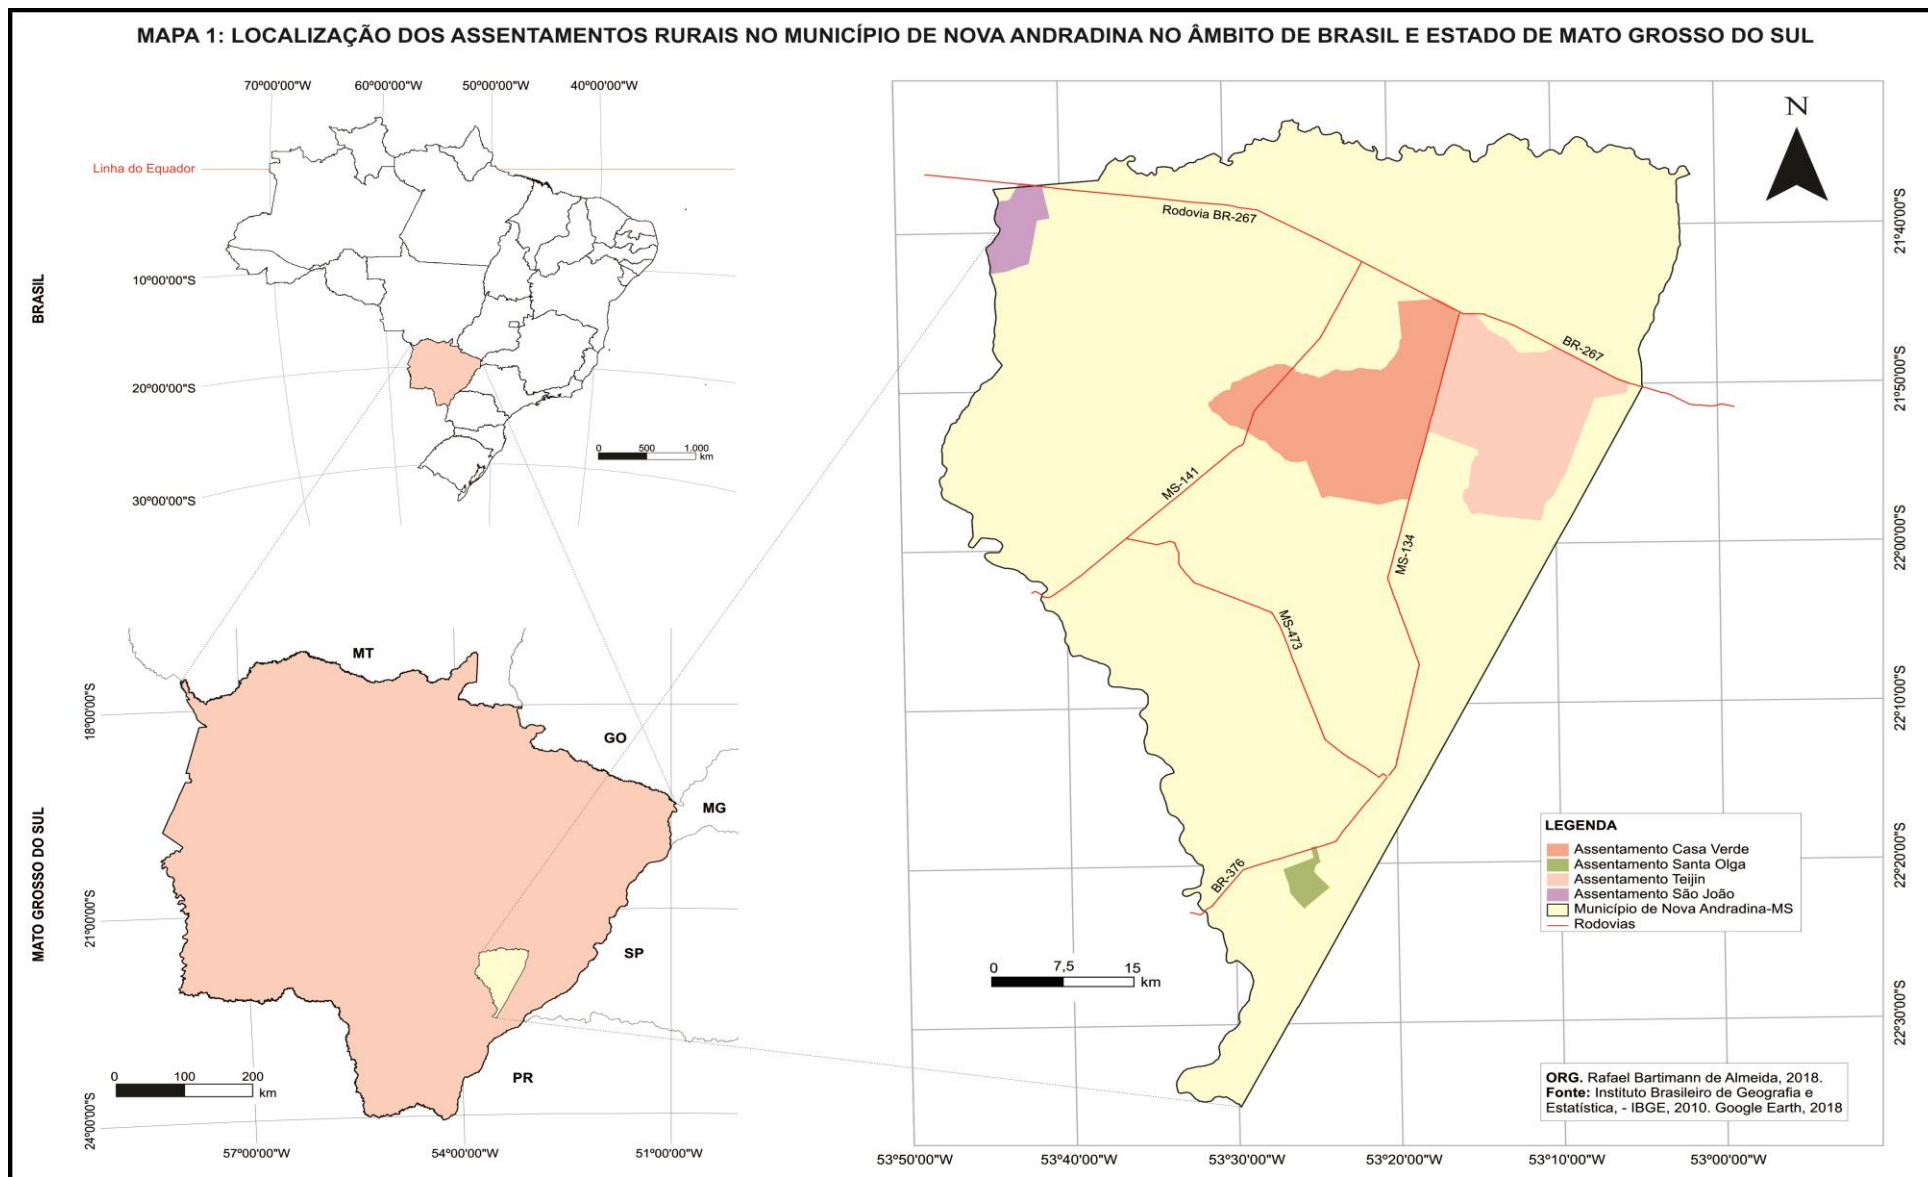 MAPA 1: LOCALIZAÇÃO DOS ASSENTAMENTOS RURAIS NO MUNICÍPIO DE NOVA ANDRADINA NO ÂMBITO DE BRASIL E ESTADO DE MATO GROSSO DO SUL
70º00'00"W 60º00'00"W 50º00'00"W 40º00'00"W
Linha do Equador
10º00'00"S
20º00'00"S
30º00'00"S
BRASIL
0 500 1.000
km
MATO GROSSO DO SUL
MT
GO
MG
SP
PR
18º00'00"S
21º00'00"S
24º00'00"S
0 100 200
km
57º00'00"W 54º00'00"W 51º00'00"W
N
Rodovia BR-267
BR-267
MS-141
MS-134
MS-473
BR-376
21º40'00"S
21º50'00"S
22º00'00"S
22º10'00"S
22º20'00"S
22º30'00"S
0 7,5 15
km
LEGENDA
Assentamento Casa Verde
Assentamento Santa Olga
Assentamento Teijin
Assentamento São João
Município de Nova Andradina-MS
Rodovias
ORG. Rafael Bartimann de Almeida, 2018.
Fonte: Instituto Brasileiro de Geografia e
Estatística, - IBGE, 2010. Google Earth, 2018
53º50'00"W 53º40'00"W 53º30'00"W 53º20'00"W 53º10'00"W 53º00'00"W